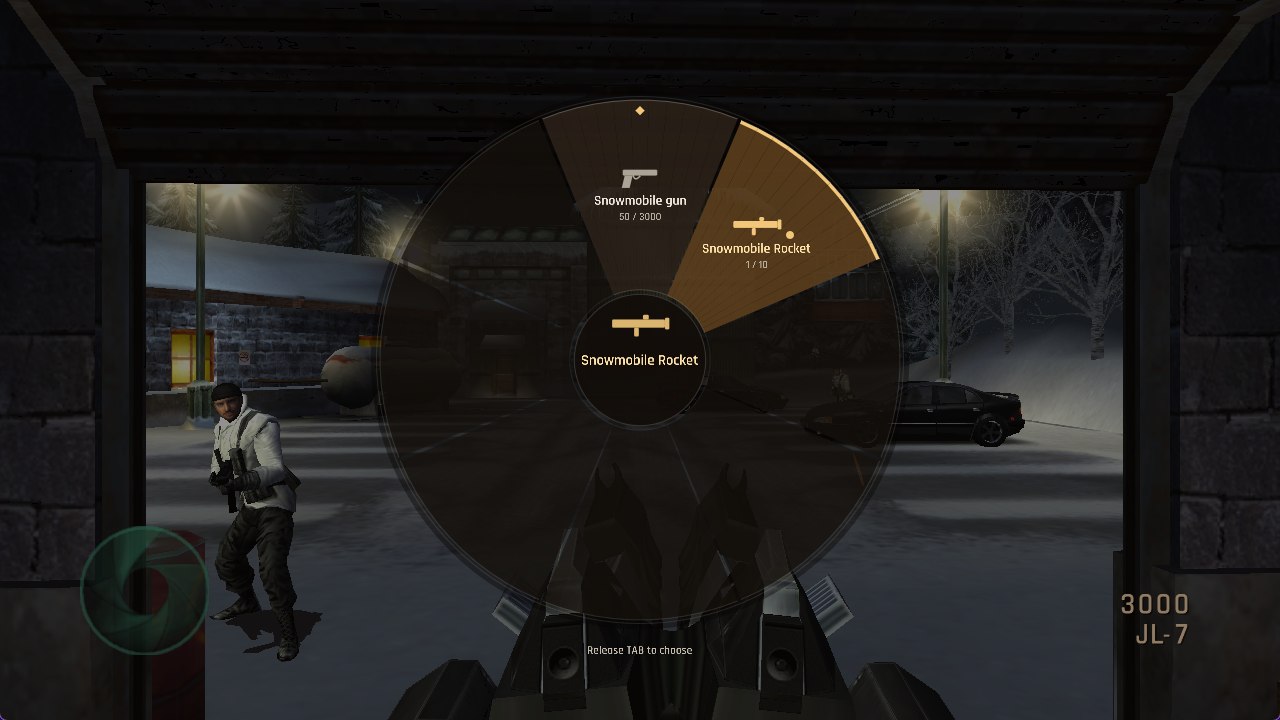 Snowmobile gun
50 / 3000
Snowmobile Rocket
1 / 10
Snowmobile Rocket
3000
JL-7
Release TAB to choose